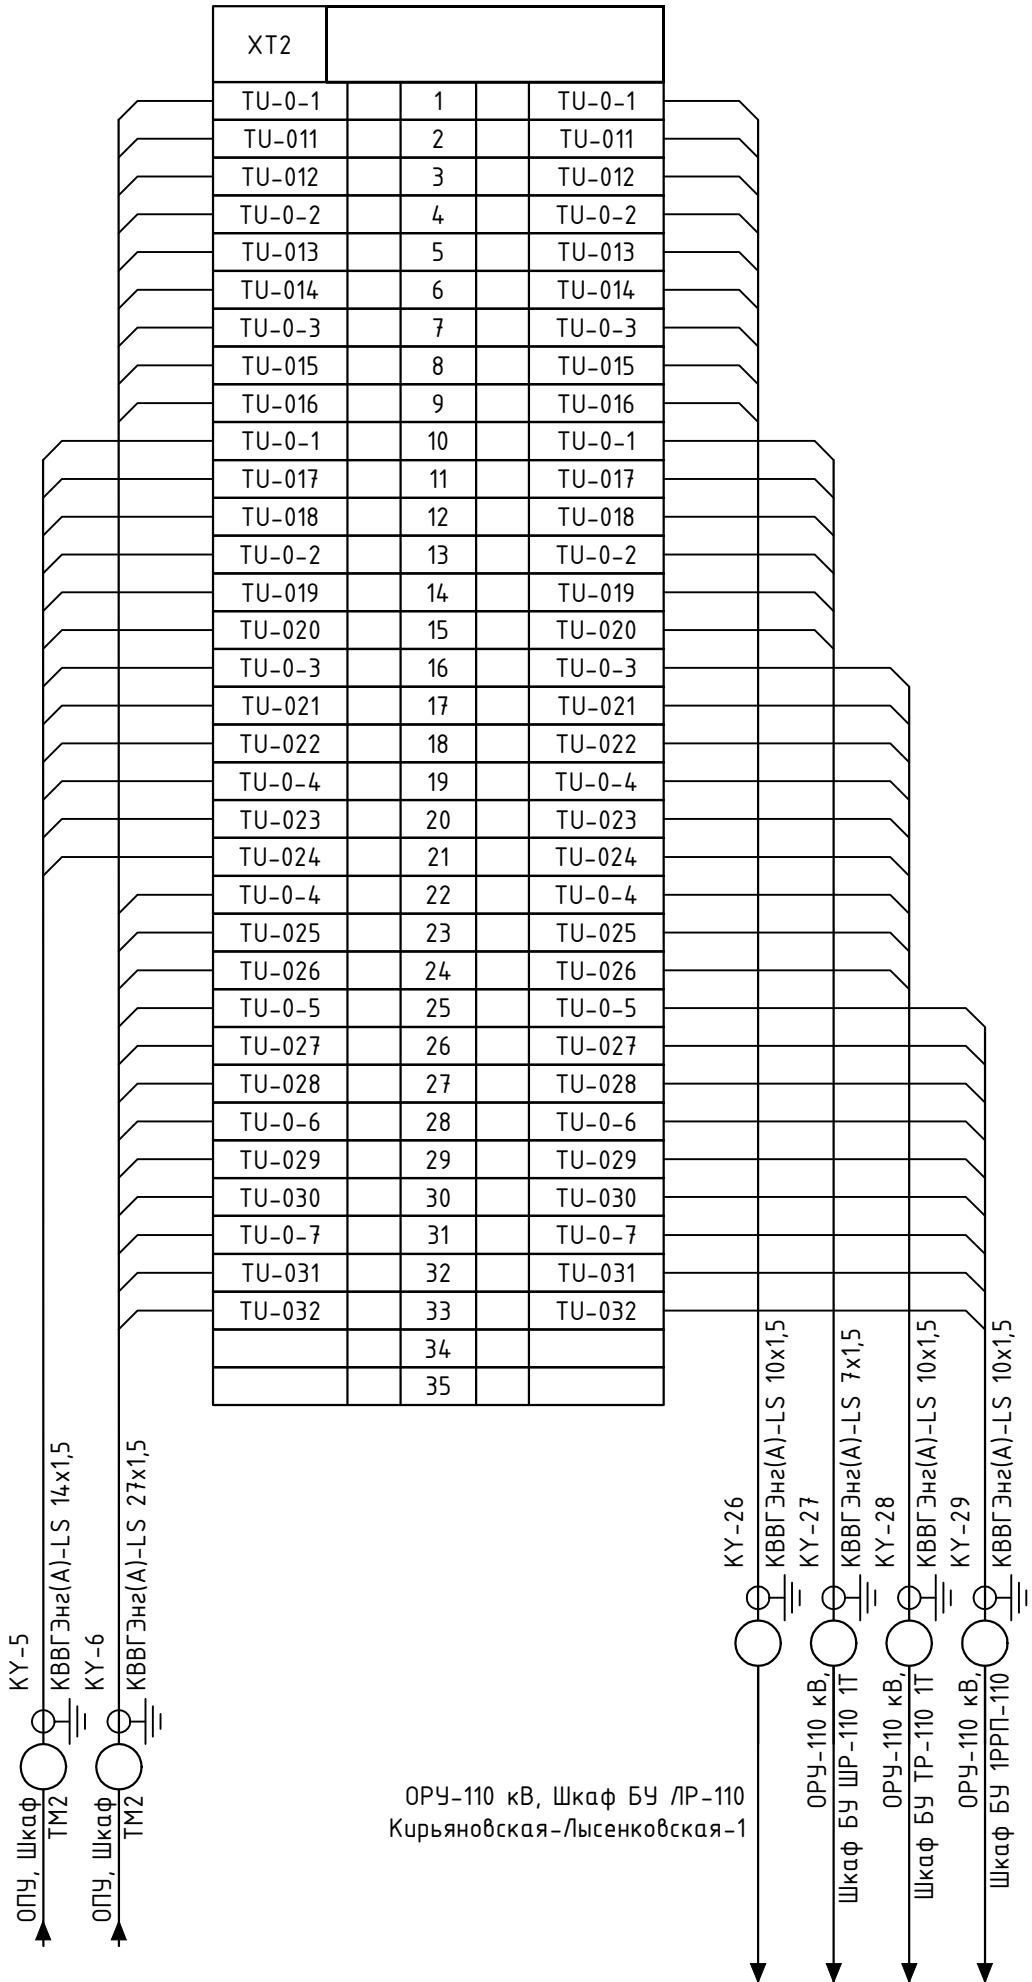 XT2
TU-0-1 1 TU-0-1
TU-011 2 TU-011
TU-012 3 TU-012
TU-0-2 4 TU-0-2
TU-013 5 TU-013
TU-014 6 TU-014
TU-0-3 7 TU-0-3
TU-015 8 TU-015
TU-016 9 TU-016
TU-0-1 10 TU-0-1
TU-017 11 TU-017
TU-018 12 TU-018
TU-0-2 13 TU-0-2
TU-019 14 TU-019
TU-020 15 TU-020
TU-0-3 16 TU-0-3
TU-021 17 TU-021
TU-022 18 TU-022
TU-0-4 19 TU-0-4
TU-023 20 TU-023
TU-024 21 TU-024
TU-0-4 22 TU-0-4
TU-025 23 TU-025
TU-026 24 TU-026
TU-0-5 25 TU-0-5
TU-027 26 TU-027
TU-028 27 TU-028
TU-0-6 28 TU-0-6
TU-029 29 TU-029
TU-030 30 TU-030
TU-0-7 31 TU-0-7
TU-031 32 TU-031
TU-032 33 TU-032
34
35
KY-5
КВВГЭнг(А)-LS 14x1,5
ОПУ, Шкаф
ТМ2
KY-6
КВВГЭнг(А)-LS 27x1,5
ОПУ, Шкаф
ТМ2
KY-26
КВВГЭнг(А)-LS 10x1,5
ОРУ-110 кВ, Шкаф БУ ЛР-110
Кирьяновская-Лысенковская-1
KY-27
КВВГЭнг(А)-LS 7x1,5
ОРУ-110 кВ,
Шкаф БУ ШР-110 1Т
KY-28
КВВГЭнг(А)-LS 10x1,5
ОРУ-110 кВ,
Шкаф БУ ТР-110 1Т
KY-29
КВВГЭнг(А)-LS 10x1,5
ОРУ-110 кВ,
Шкаф БУ 1РРП-110